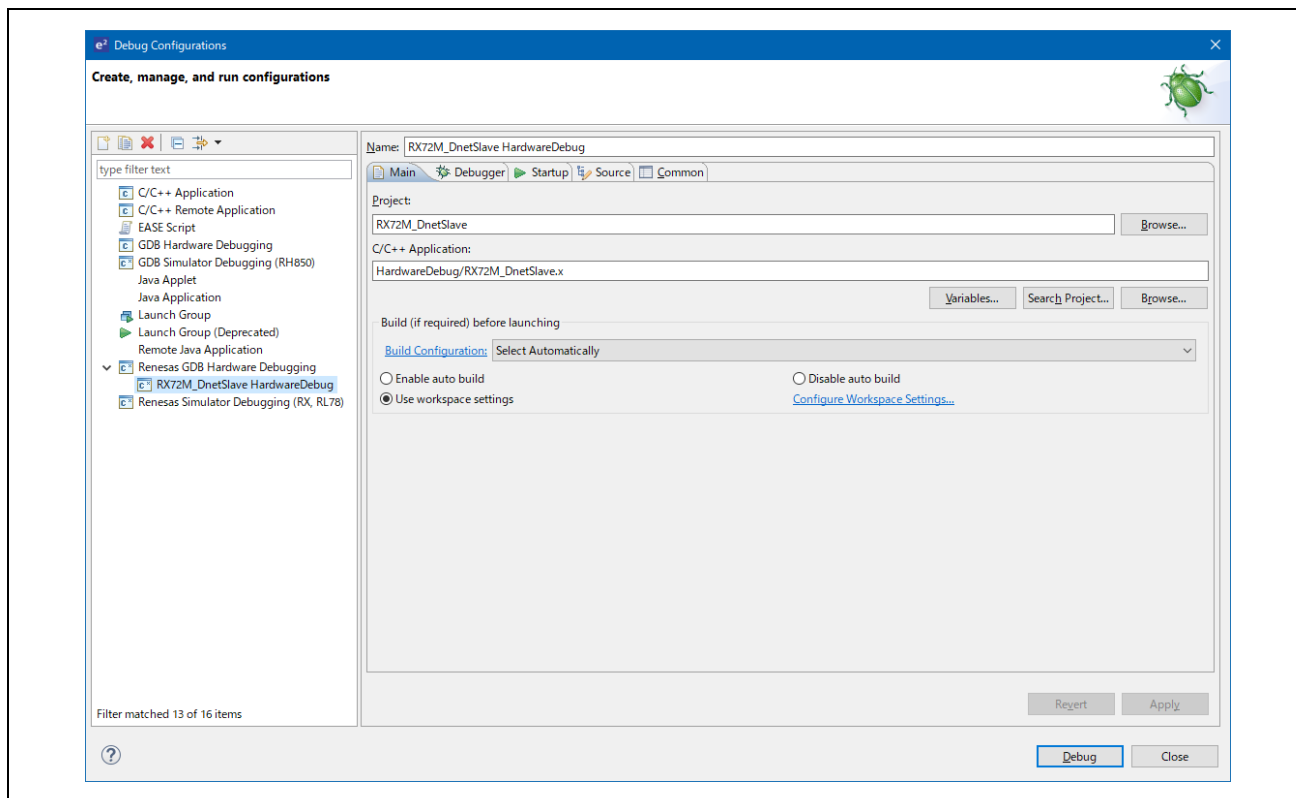 e² Debug Configurations
Create, manage, and run configurations
type filter text
C/C++ Application
C/C++ Remote Application
EASE Script
GDB Hardware Debugging
GDB Simulator Debugging (RH850)
Java Applet
Java Application
Launch Group
Launch Group (Deprecated)
Remote Java Application
Renesas GDB Hardware Debugging
RX72M_DnetSlave HardwareDebug
Renesas Simulator Debugging (RX, RL78)
Filter matched 13 of 16 items
Name: RX72M_DnetSlave HardwareDebug
Main Debugger Startup Source Common
Project:
RX72M_DnetSlave Browse...
C/C++ Application:
HardwareDebug/RX72M_DnetSlave.x
Variables... Search Project... Browse...
Build (if required) before launching
Build Configuration: Select Automatically
Enable auto build Disable auto build
Use workspace settings Configure Workspace Settings...
Revert Apply
? Debug Close